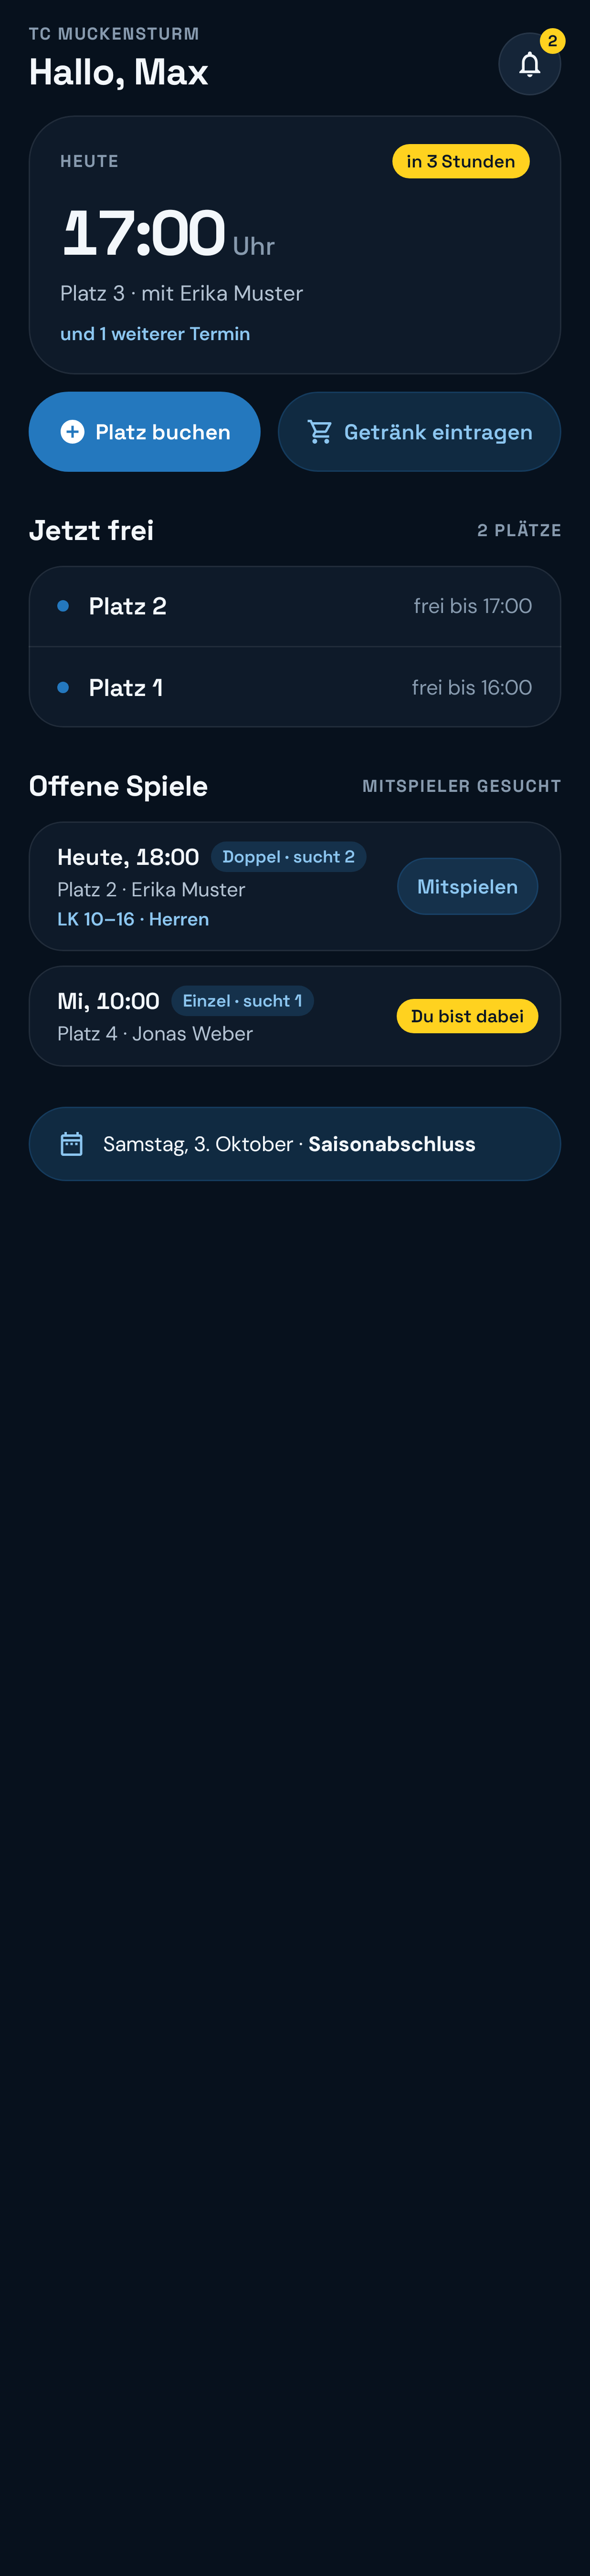 TC MUCKENSTURM
Hallo, Max
2
HEUTE
in 3 Stunden
17:00 Uhr
Platz 3 · mit Erika Muster
und 1 weiterer Termin
Platz buchen
Getränk eintragen
Jetzt frei
2 PLÄTZE
Platz 2
frei bis 17:00
Platz 1
frei bis 16:00
Offene Spiele
MITSPIELER GESUCHT
Heute, 18:00
Doppel · sucht 2
Platz 2 · Erika Muster
LK 10–16 · Herren
Mitspielen
Mi, 10:00
Einzel · sucht 1
Platz 4 · Jonas Weber
Du bist dabei
Samstag, 3. Oktober · Saisonabschluss